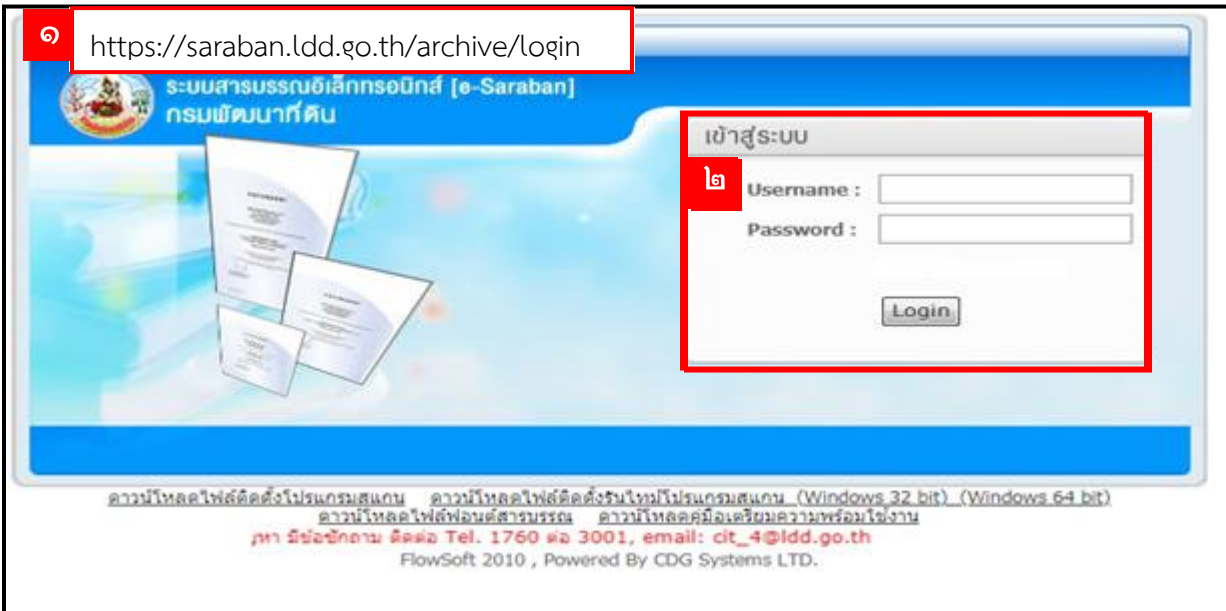 ๑
https://saraban.ldd.go.th/archive/login
ระบบสารบรรณอิเล็กทรอนิกส์ [e-Saraban]
กรมพัฒนาที่ดิน
เข้าสู่ระบบ
๒
Username :
Password :
Login
ดาวน์โหลดไฟล์ติดตั้งโปรแกรมสแกน ดาวน์โหลดไฟล์ติดตั้งรันไทม์โปรแกรมสแกน (Windows 32 bit) (Windows 64 bit)
ดาวน์โหลดไฟล์ฟอนต์สารบรรณ ดาวน์โหลดคู่มือเตรียมความพร้อมใช้งาน
มีข้อซักถาม ติดต่อ Tel. 1760 ต่อ 3001, email: cit_4@ldd.go.th
FlowSoft 2010 , Powered By CDG Systems LTD.